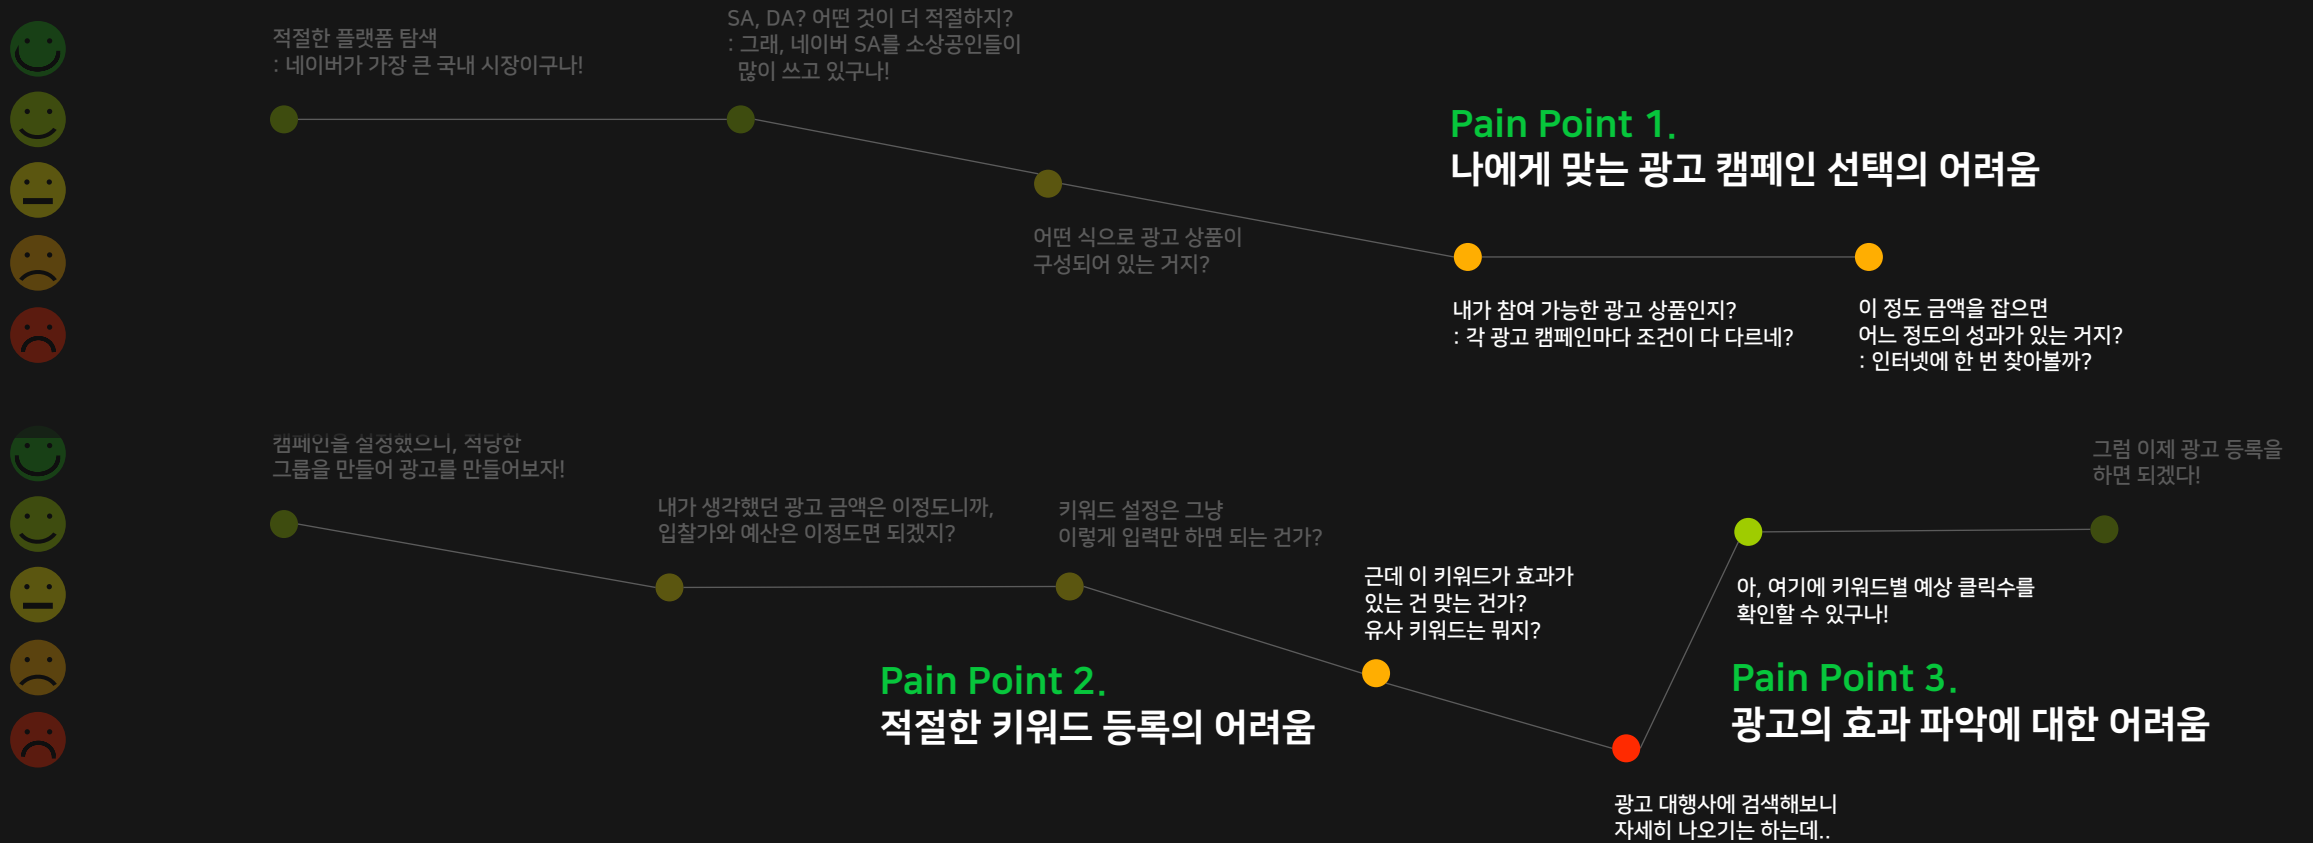 적절한 플랫폼 탐색
: 네이버가 가장 큰 국내 시장이구나!
SA, DA? 어떤 것이 더 적절하지?
: 그래, 네이버 SA를 소상공인들이
많이 쓰고 있구나!
어떤 식으로 광고 상품이
구성되어 있는 거지?
Pain Point 1.
나에게 맞는 광고 캠페인 선택의 어려움
내가 참여 가능한 광고 상품인지?
: 각 광고 캠페인마다 조건이 다 다르네?
이 정도 금액을 잡으면
어느 정도의 성과가 있는 거지?
: 인터넷에 한 번 찾아볼까?
캠페인을 설정했으니, 적당한
그룹을 만들어 광고를 만들어보자!
내가 생각했던 광고 금액은 이정도니까,
입찰가와 예산은 이정도면 되겠지?
키워드 설정은 그냥
이렇게 입력만 하면 되는 건가?
근데 이 키워드가 효과가
있는 건 맞는 건가?
유사 키워드는 뭐지?
Pain Point 2.
적절한 키워드 등록의 어려움
광고 대행사에 검색해보니
자세히 나오기는 하는데..
아, 여기에 키워드별 예상 클릭수를
확인할 수 있구나!
Pain Point 3.
광고의 효과 파악에 대한 어려움
그럼 이제 광고 등록을
하면 되겠다!